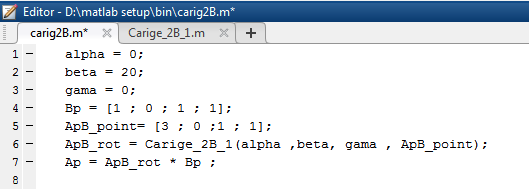 Editor - D:\matlab setup\bin\carig2B.m*
carig2B.m* Carige_2B_1.m +
1 - alpha = 0;
2 - beta = 20;
3 - gama = 0;
4 - Bp = [1 ; 0 ; 1 ; 1];
5 - ApB_point= [3 ; 0 ;1 ; 1];
6 - ApB_rot = Carige_2B_1(alpha ,beta, gama , ApB_point);
7 - Ap = ApB_rot * Bp ;
8